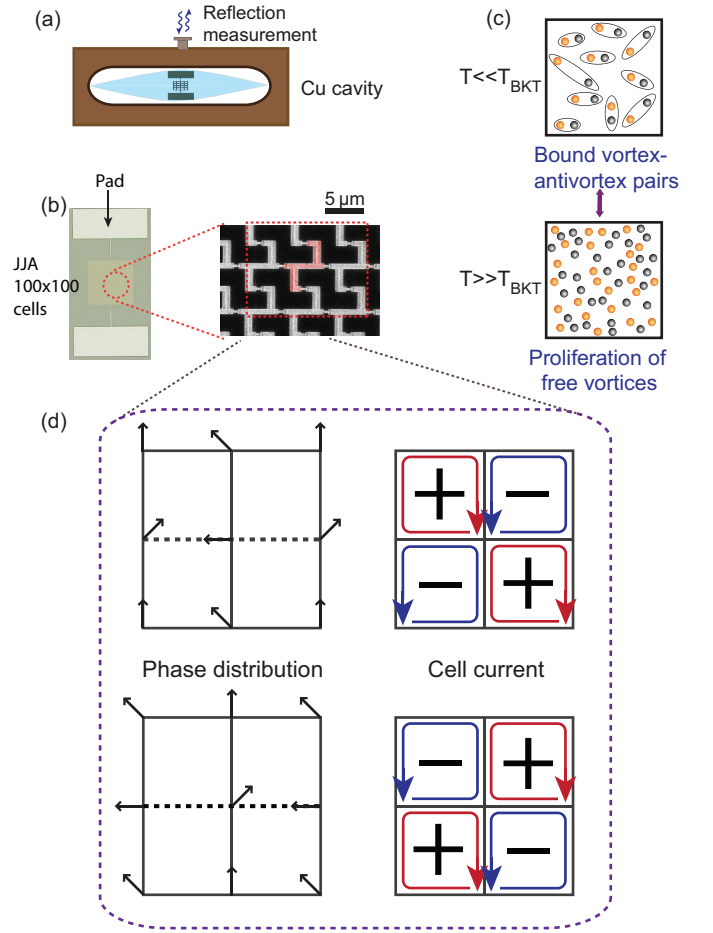 (a)
Reflection
measurement
Cu cavity
(b)
Pad
JJA
100x100
cells
5 µm
(c)
T<<T_BKT
Bound vortex-
antivortex pairs
T>>T_BKT
Proliferation of
free vortices
(d)
+ −
− +
Phase distribution
Cell current
− +
+ −